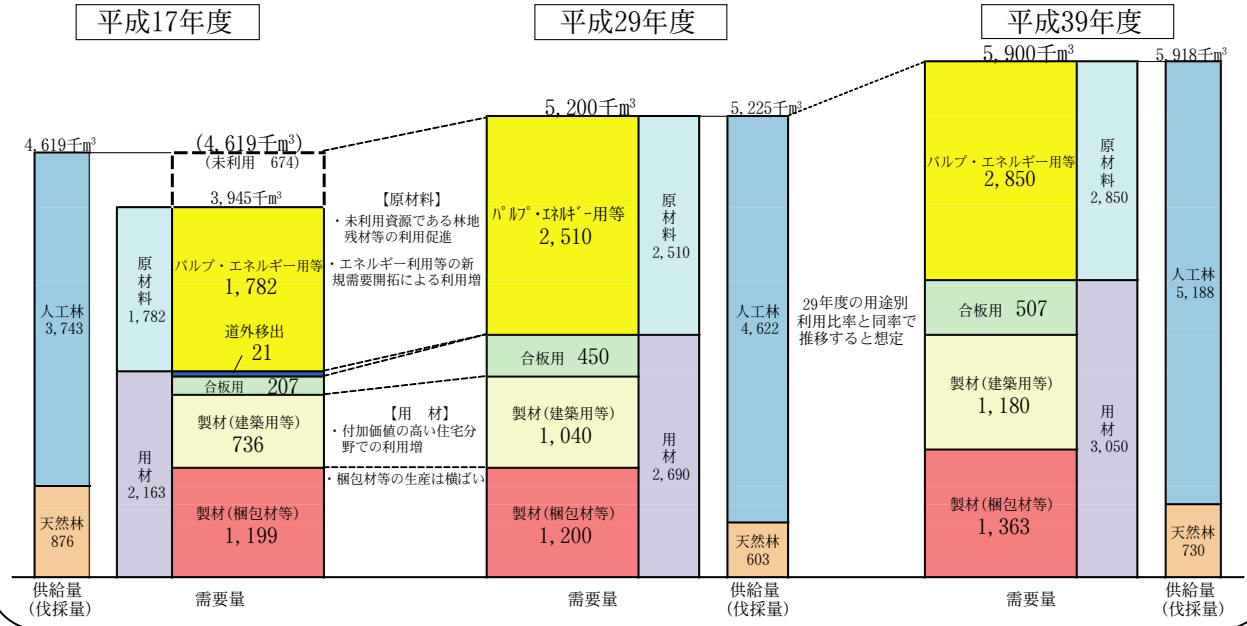 平成17年度
4,619千m³
人工林
3,743
天然林
876
供給量
(伐採量)
(4,619千m³)
(未利用 674)
3,945千m³
原材料
1,782
用材
2,163
パルプ・エネルギー用等
1,782
道外移出
21
合板用 207
製材(建築用等)
736
製材(梱包材等)
1,199
需要量
【原材料】
・未利用資源である林地
残材等の利用促進
・エネルギー利用等の新
規需要開拓による利用増
【用 材】
・付加価値の高い住宅分
野での利用増
・梱包材等の生産は横ばい
平成29年度
5,200千m³
パルプ・エネルギー用等
2,510
合板用 450
製材(建築用等)
1,040
製材(梱包材等)
1,200
原材料
2,510
用材
2,690
需要量
5,225千m³
人工林
4,622
天然林
603
供給量
(伐採量)
29年度の用途別
利用比率と同率で
推移すると想定
平成39年度
5,900千m³
パルプ・エネルギー用等
2,850
合板用 507
製材(建築用等)
1,180
製材(梱包材等)
1,363
原材料
2,850
用材
3,050
需要量
5,918千m³
人工林
5,188
天然林
730
供給量
(伐採量)